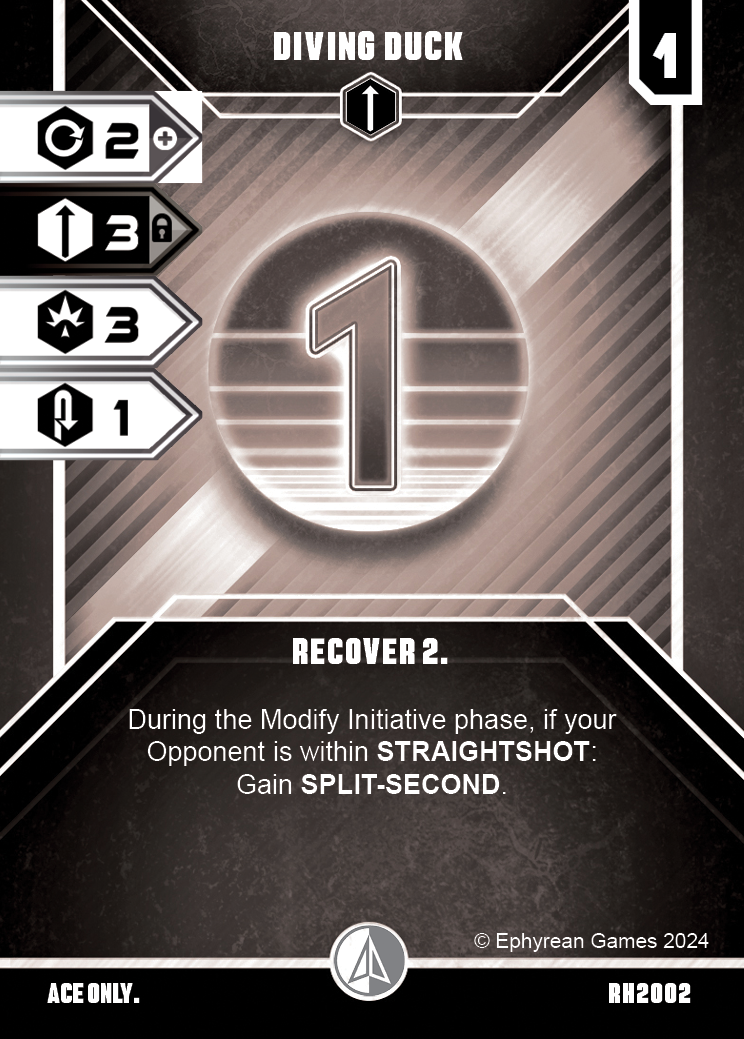 DIVING DUCK
1
2
3
3
1
1
RECOVER 2.
During the Modify Initiative phase, if your
Opponent is within STRAIGHTSHOT:
Gain SPLIT-SECOND.
© Ephyrean Games 2024
ACE ONLY.
RH2002